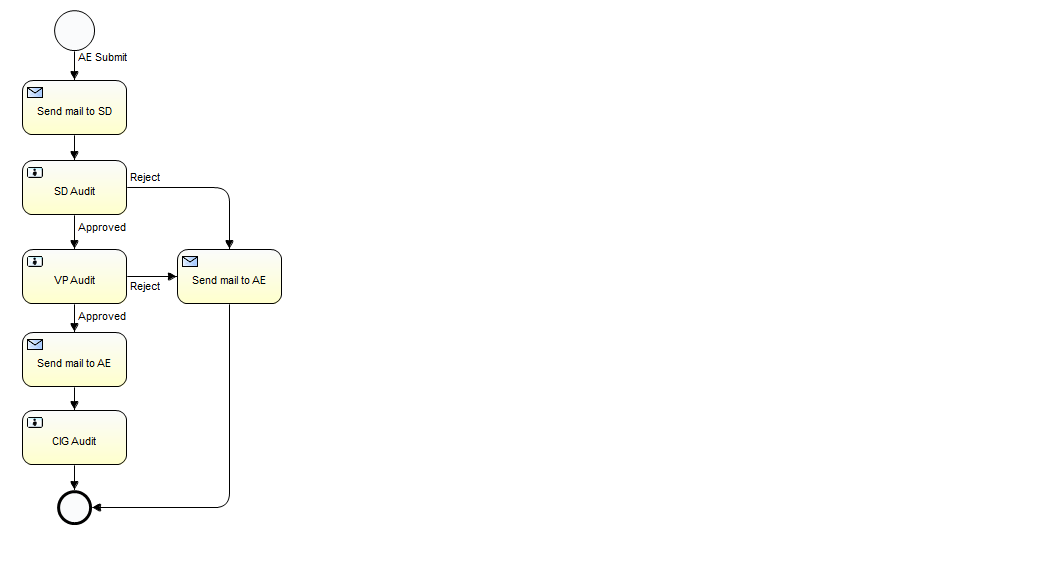 AE Submit
Send mail to SD
SD Audit
Reject
Approved
VP Audit
Reject
Send mail to AE
Approved
Send mail to AE
CIG Audit